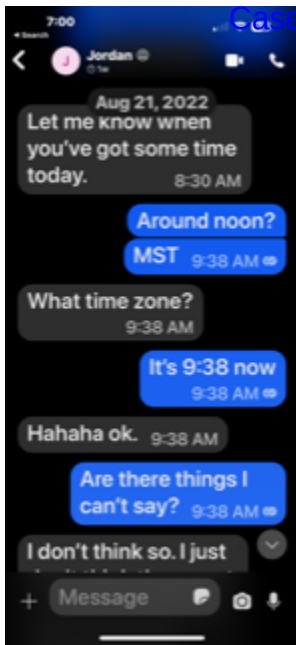 7:00
Case
Search
J
Jordan
1w
Aug 21, 2022
Let me know when
you've got some time
today.
8:30 AM
Around noon?
MST 9:38 AM
What time zone?
9:38 AM
It's 9:38 now
9:38 AM
Hahaha ok. 9:38 AM
Are there things I
can't say? 9:38 AM
I don't think so. I just
Message